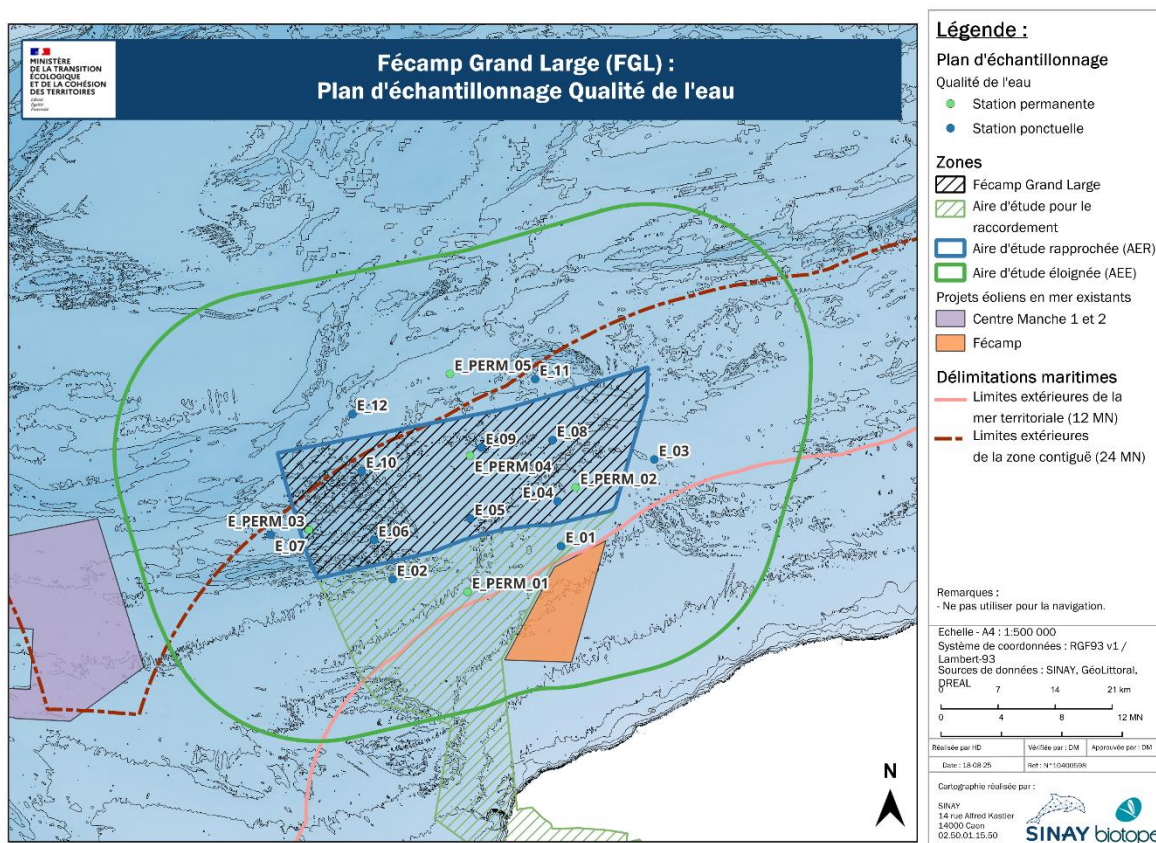 MINISTÈRE
DE LA TRANSITION
ÉCOLOGIQUE
ET DE LA COHÉSION
DES TERRITOIRES
Liberté
Égalité
Fraternité
Fécamp Grand Large (FGL) :
Plan d'échantillonnage Qualité de l'eau
E_PERM_05
E_11
E_12
E_08
E_09
E_03
E_10
E_PERM_04
E_PERM_02
E_04
E_05
E_PERM_03
E_06
E_07
E_01
E_02
E_PERM_01
N
Légende :
Plan d'échantillonnage
Qualité de l'eau
Station permanente
Station ponctuelle
Zones
Fécamp Grand Large
Aire d'étude pour le
raccordement
Aire d'étude rapprochée (AER)
Aire d'étude éloignée (AEE)
Projets éoliens en mer existants
Centre Manche 1 et 2
Fécamp
Délimitations maritimes
Limites extérieures de la
mer territoriale (12 MN)
Limites extérieures
de la zone contiguë (24 MN)
Remarques :
- Ne pas utiliser pour la navigation.
Echelle - A4 : 1:500 000
Système de coordonnées : RGF93 v1 /
Lambert-93
Sources de données : SINAY, GéoLittoral,
DREAL
0 7 14 21 km
0 4 8 12 MN
Réalisée par HD
Vérifiée par : DM
Approuvée par : DM
Date : 18-08-25
Ref : N°10400598
Cartographie réalisée par :
SINAY
14 rue Alfred Kastler
14000 Caen
02.50.01.15.50
SINAY
biotope